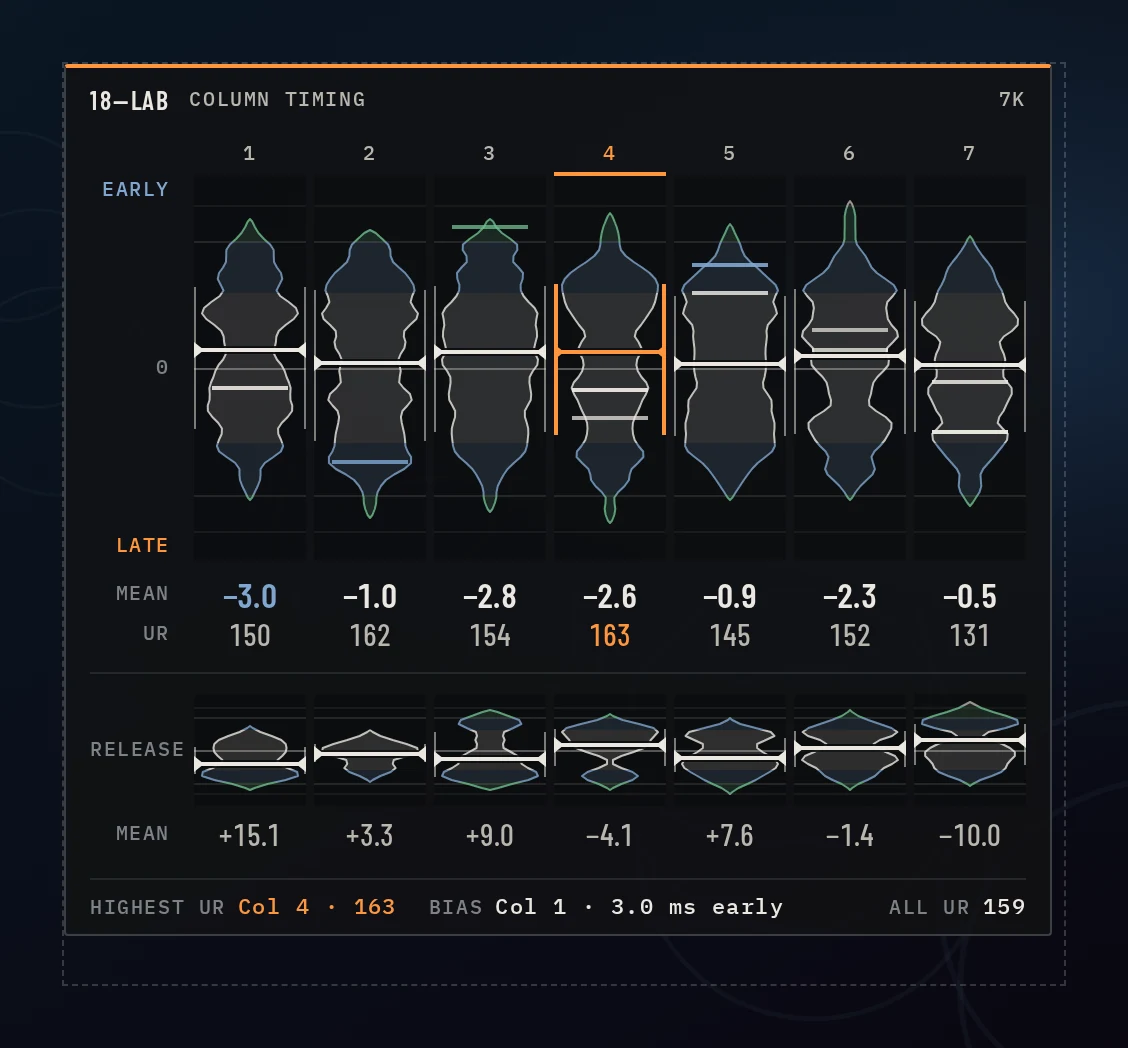 18—LAB COLUMN TIMING 7K
1 2 3 4 5 6 7
EARLY
0
LATE
MEAN −3.0 −1.0 −2.8 −2.6 −0.9 −2.3 −0.5
UR 150 162 154 163 145 152 131
RELEASE
MEAN +15.1 +3.3 +9.0 −4.1 +7.6 −1.4 −10.0
HIGHEST UR Col 4 · 163 BIAS Col 1 · 3.0 ms early ALL UR 159